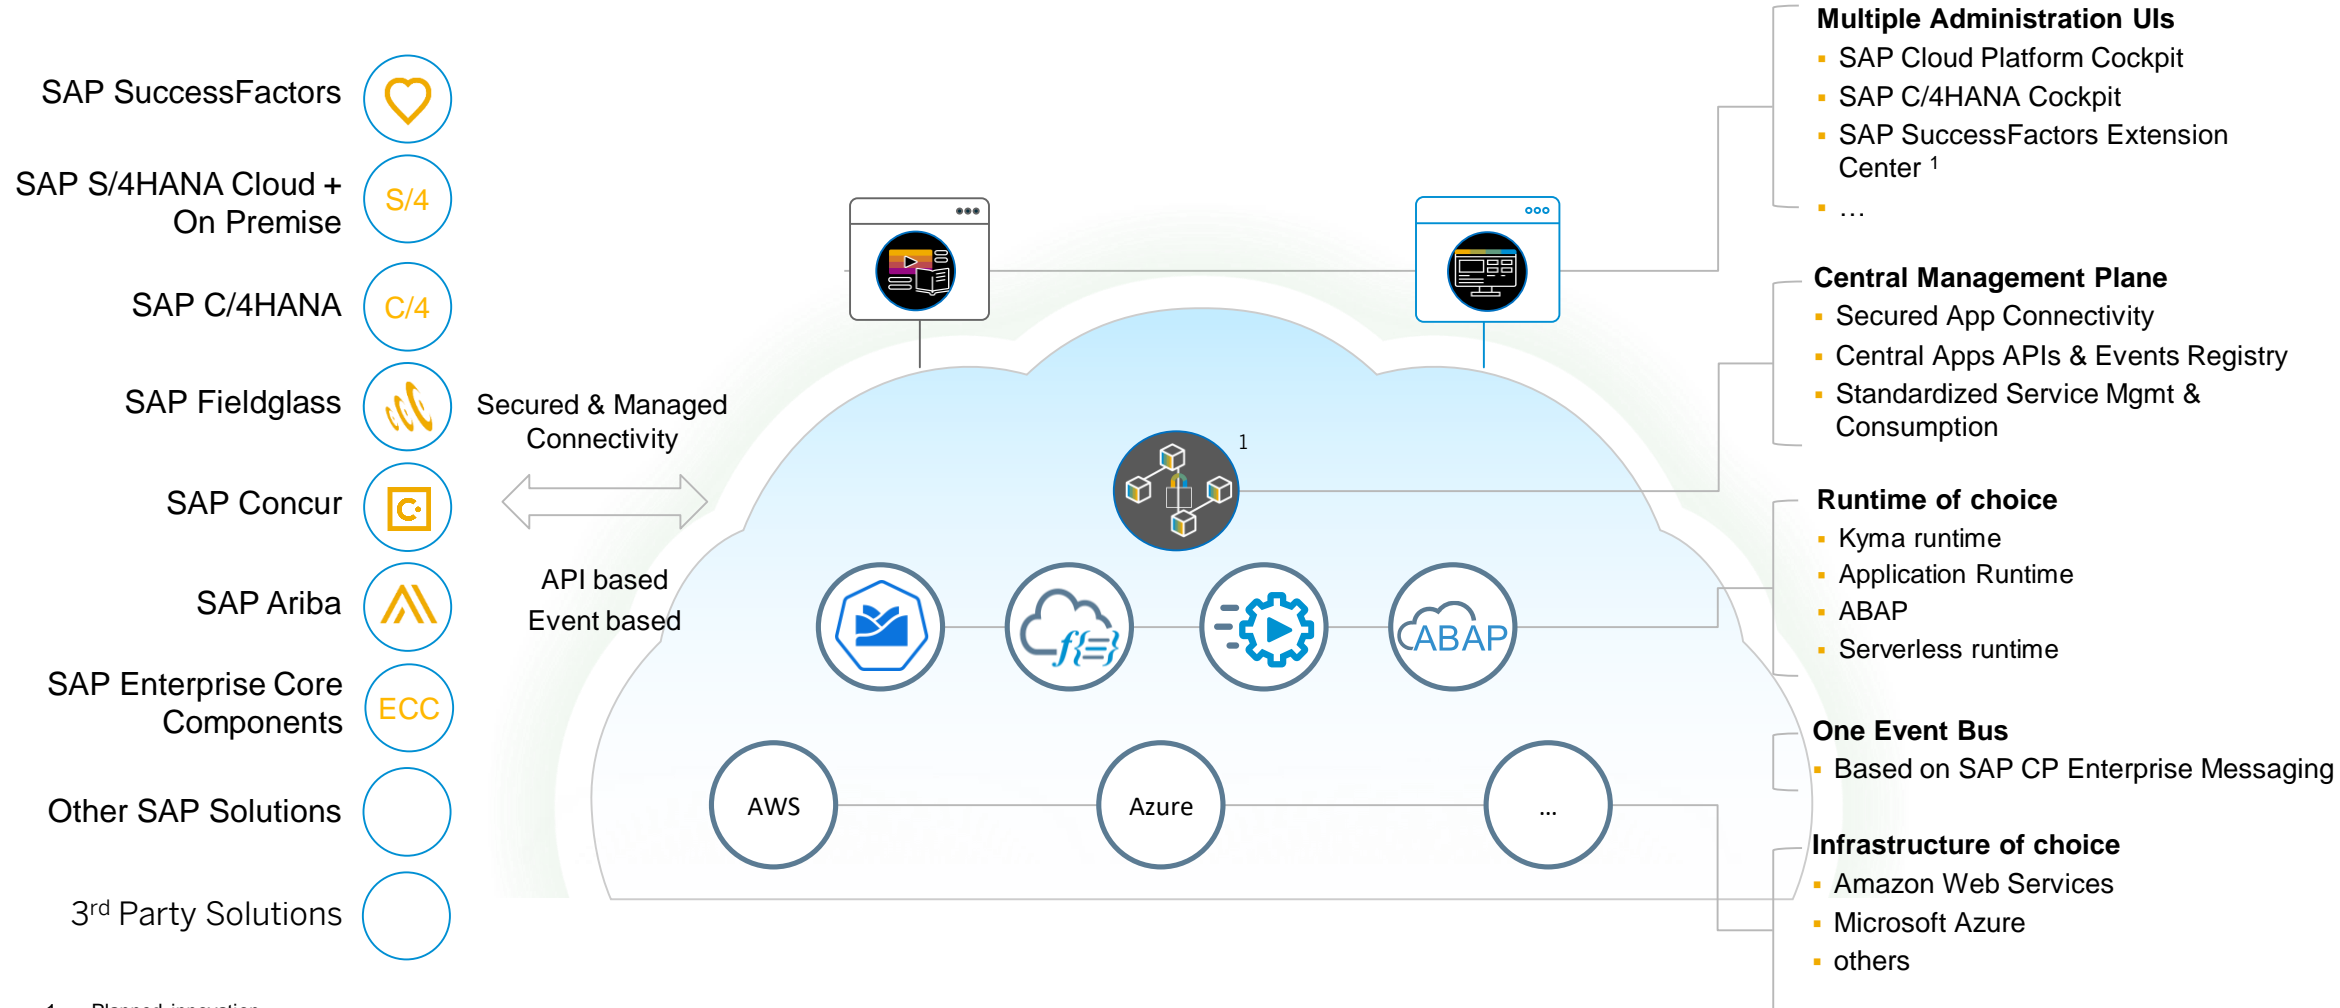 SAP SuccessFactors
SAP S/4HANA Cloud +
On Premise
S/4
SAP C/4HANA
C/4
SAP Fieldglass
SAP Concur
C
SAP Ariba
SAP Enterprise Core
Components
ECC
Other SAP Solutions
3rd Party Solutions
1 Planned innovation
Secured & Managed
Connectivity
API based
Event based
1
f{=}
ABAP
AWS
Azure
...
Multiple Administration UIs
▪ SAP Cloud Platform Cockpit
▪ SAP C/4HANA Cockpit
▪ SAP SuccessFactors Extension
Center 1
▪ …
Central Management Plane
▪ Secured App Connectivity
▪ Central Apps APIs & Events Registry
▪ Standardized Service Mgmt &
Consumption
Runtime of choice
▪ Kyma runtime
▪ Application Runtime
▪ ABAP
▪ Serverless runtime
One Event Bus
▪ Based on SAP CP Enterprise Messaging
Infrastructure of choice
▪ Amazon Web Services
▪ Microsoft Azure
▪ others